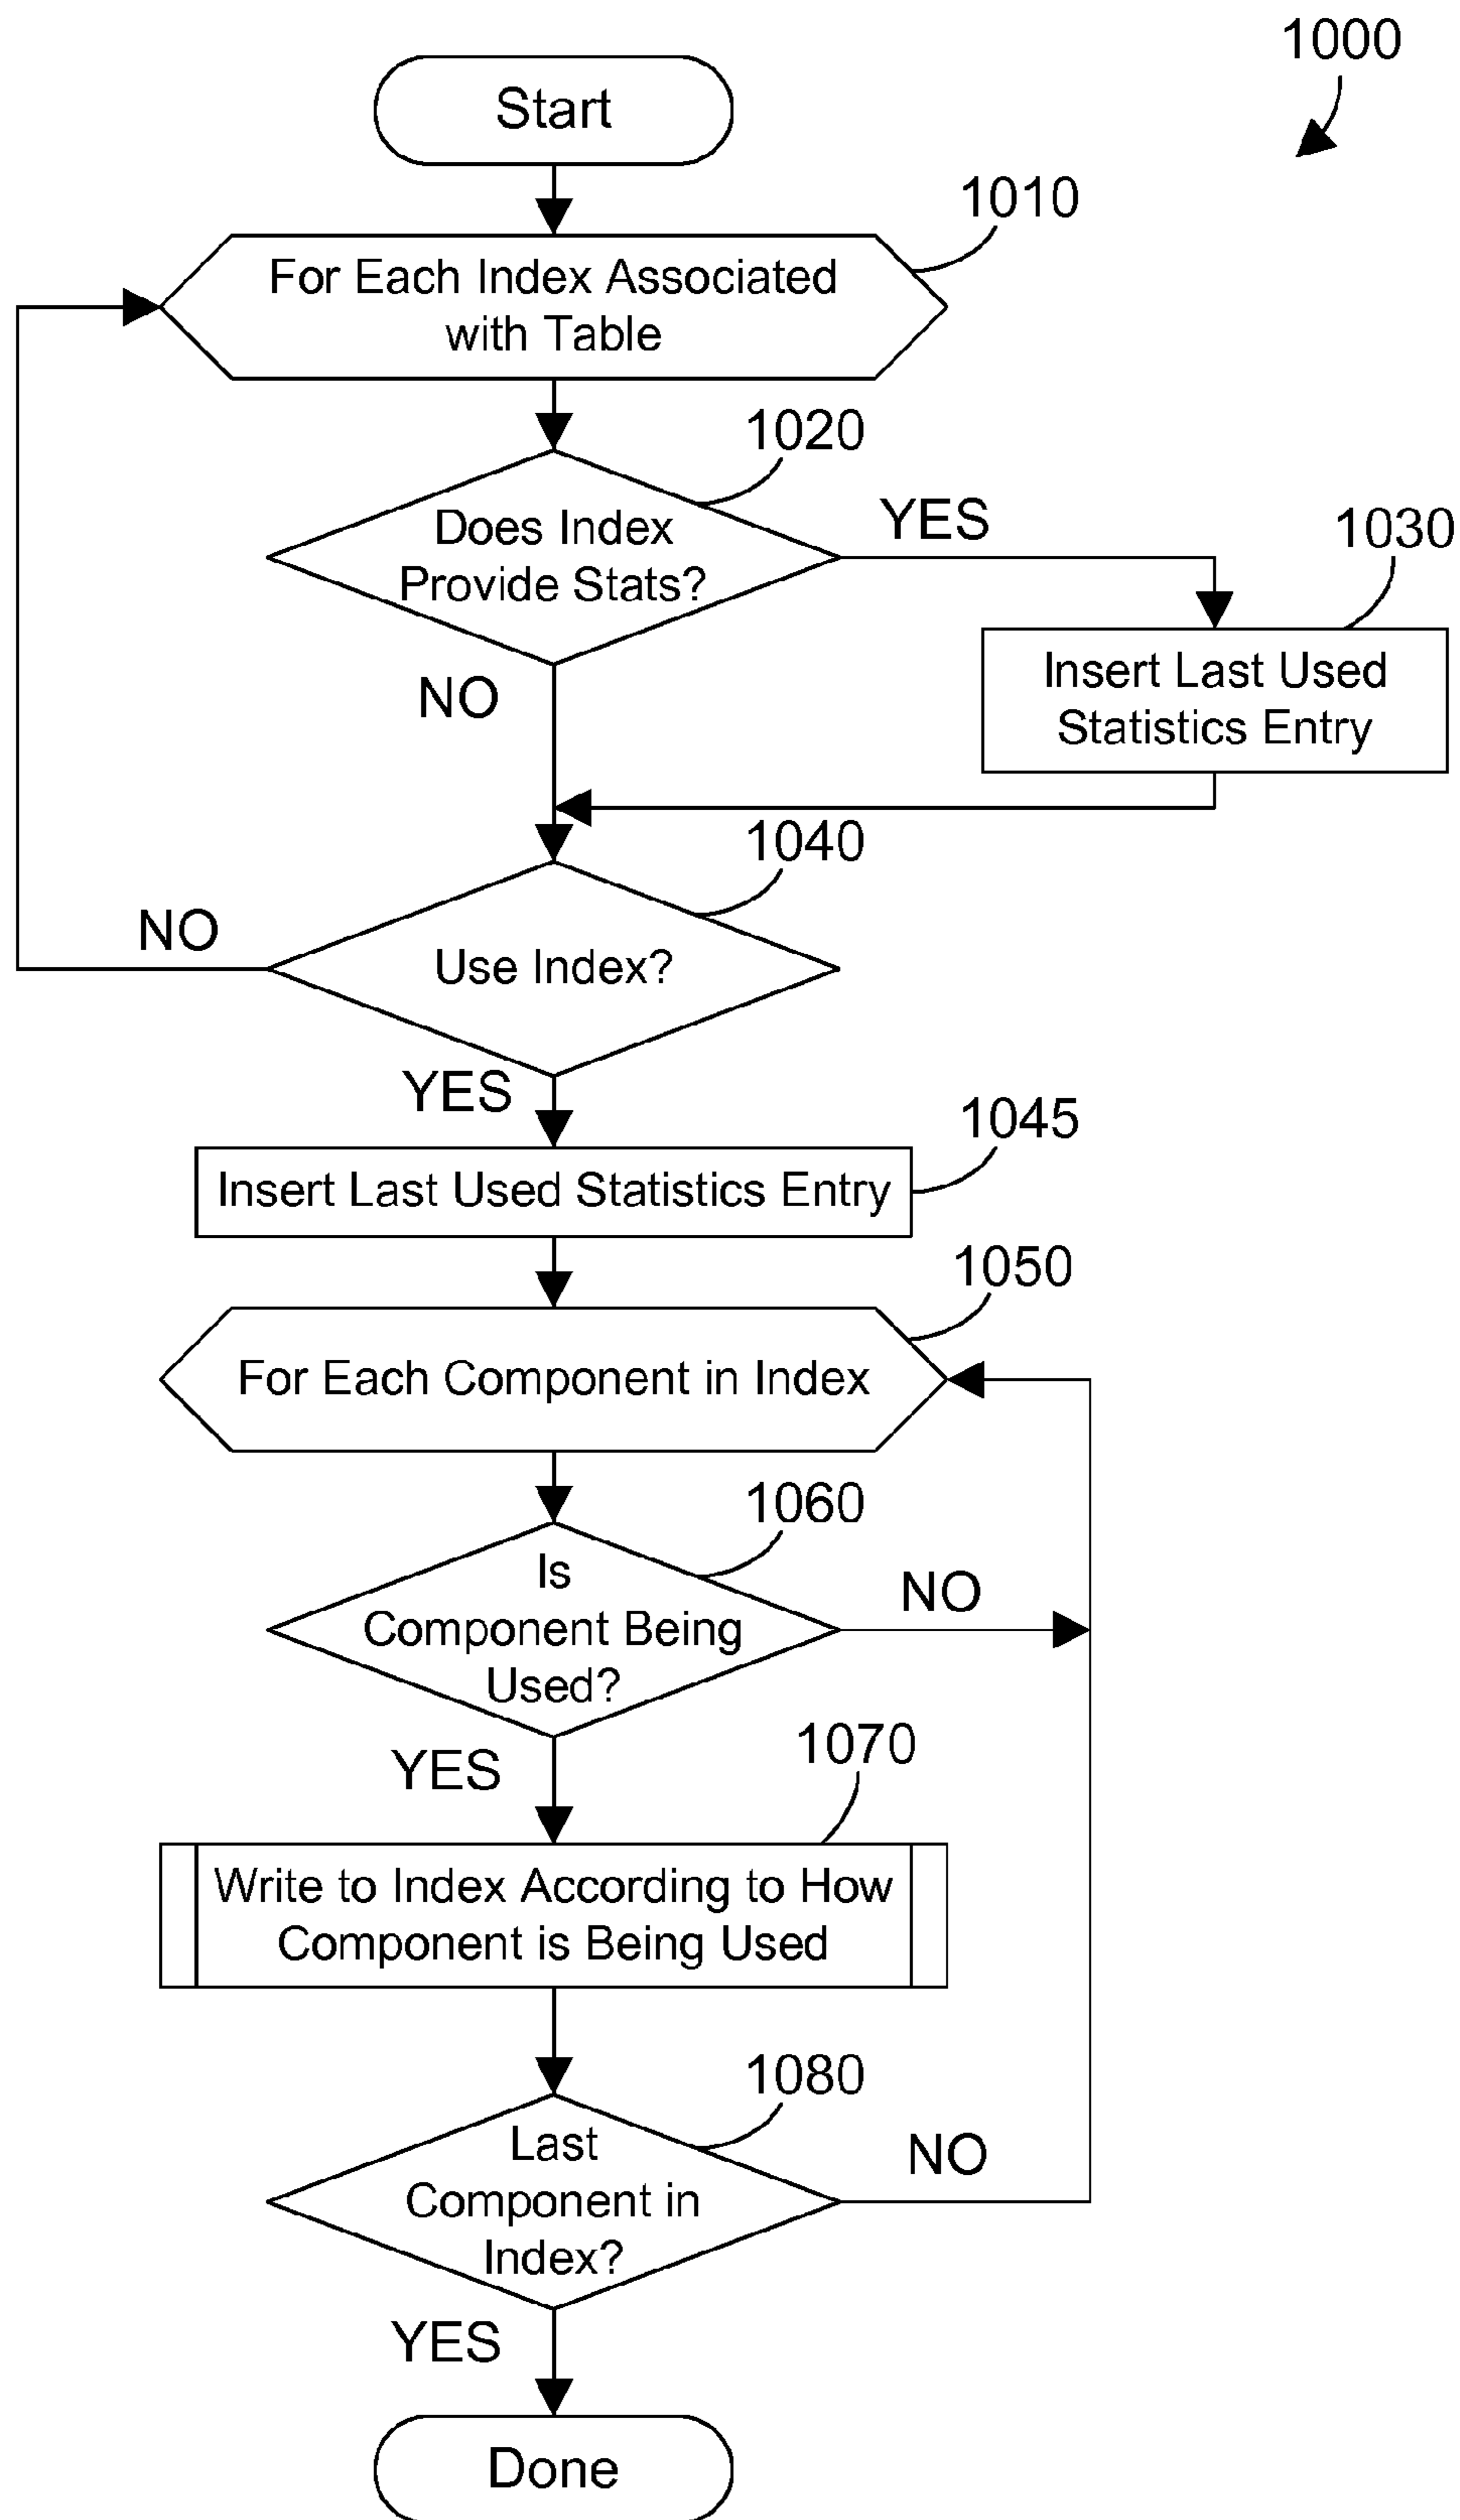 1000
Start
1010
For Each Index Associated
with Table
1020
Does Index
Provide Stats?
YES
1030
NO
Insert Last Used
Statistics Entry
1040
NO
Use Index?
YES
1045
Insert Last Used Statistics Entry
1050
For Each Component in Index
1060
Is
Component Being
Used?
NO
YES
1070
Write to Index According to How
Component is Being Used
1080
Last
Component in
Index?
NO
YES
Done